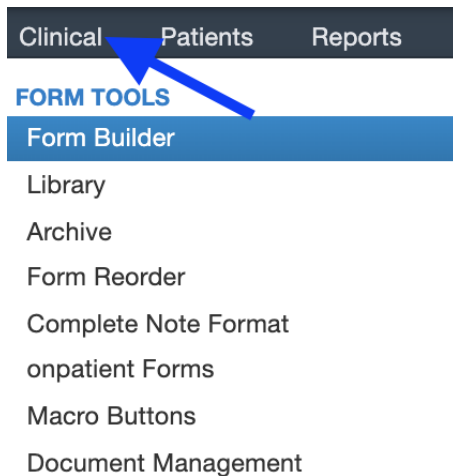 Clinical Patients Reports
FORM TOOLS
Form Builder
Library
Archive
Form Reorder
Complete Note Format
onpatient Forms
Macro Buttons
Document Management